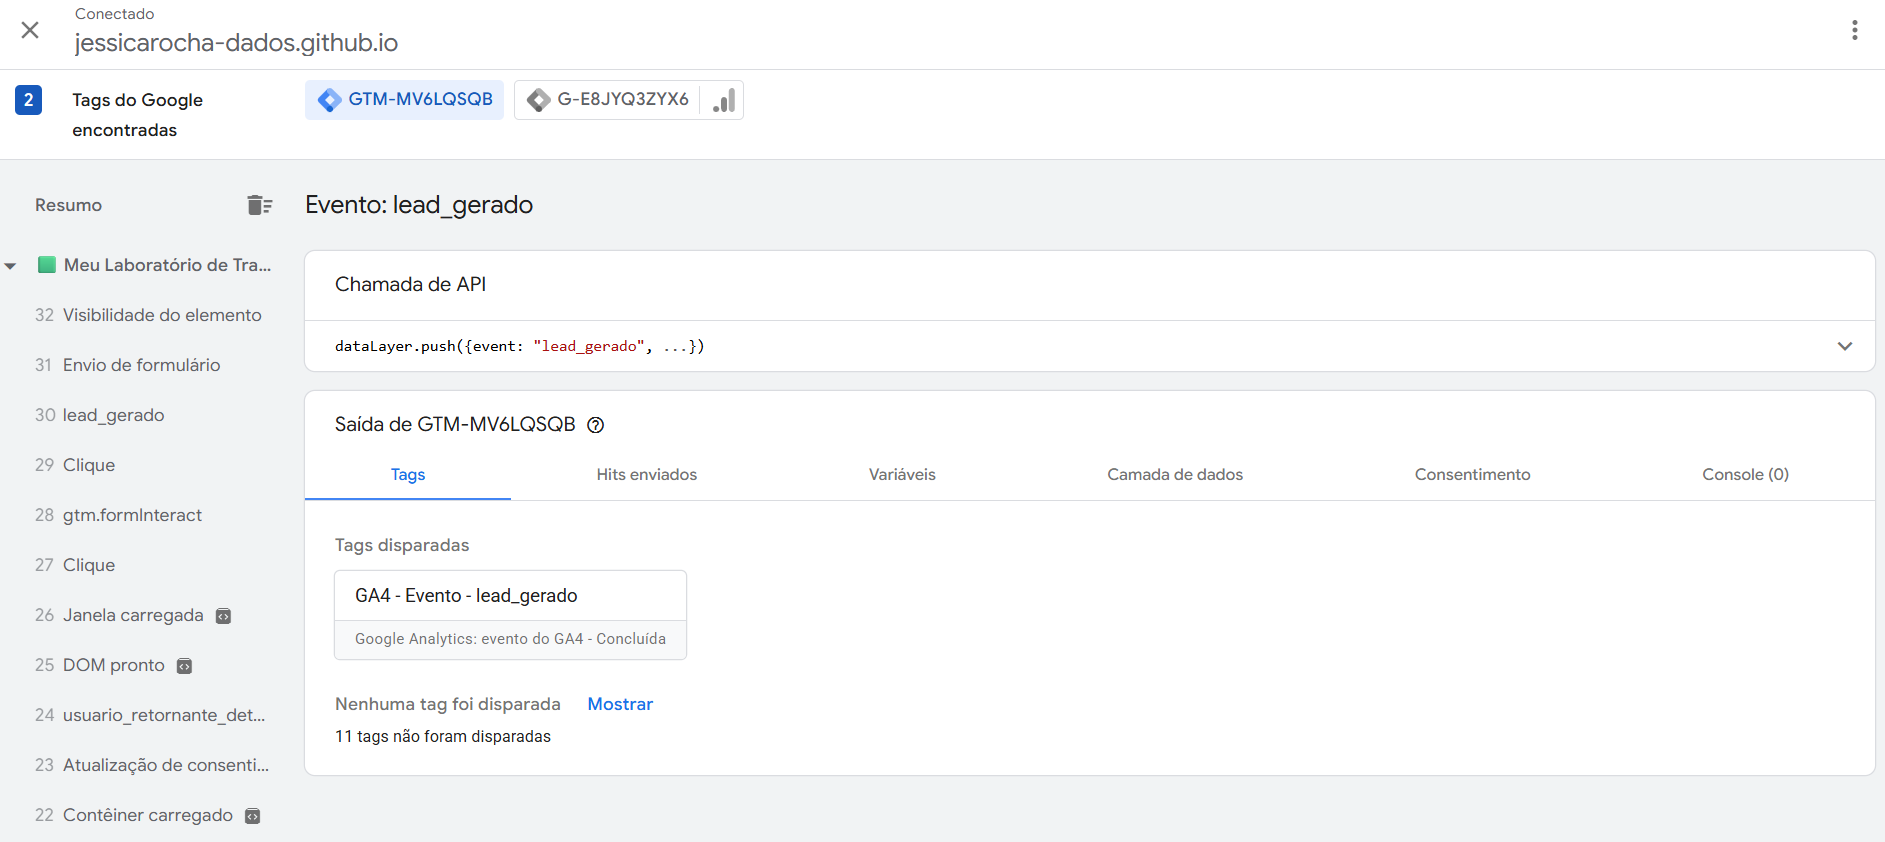 Conectado
jessicarocha-dados.github.io
2
Tags do Google
encontradas
GTM-MV6LQSQB
G-E8JYQ3ZYX6
Resumo
Meu Laboratório de Tra...
32 Visibilidade do elemento
31 Envio de formulário
30 lead_gerado
29 Clique
28 gtm.formInteract
27 Clique
26 Janela carregada
25 DOM pronto
24 usuario_retornante_det...
23 Atualização de consenti...
22 Contêiner carregado
Evento: lead_gerado
Chamada de API
dataLayer.push({event: "lead_gerado", ...})
Saída de GTM-MV6LQSQB
Tags
Hits enviados
Variáveis
Camada de dados
Consentimento
Console (0)
Tags disparadas
GA4 - Evento - lead_gerado
Google Analytics: evento do GA4 - Concluída
Nenhuma tag foi disparada
Mostrar
11 tags não foram disparadas